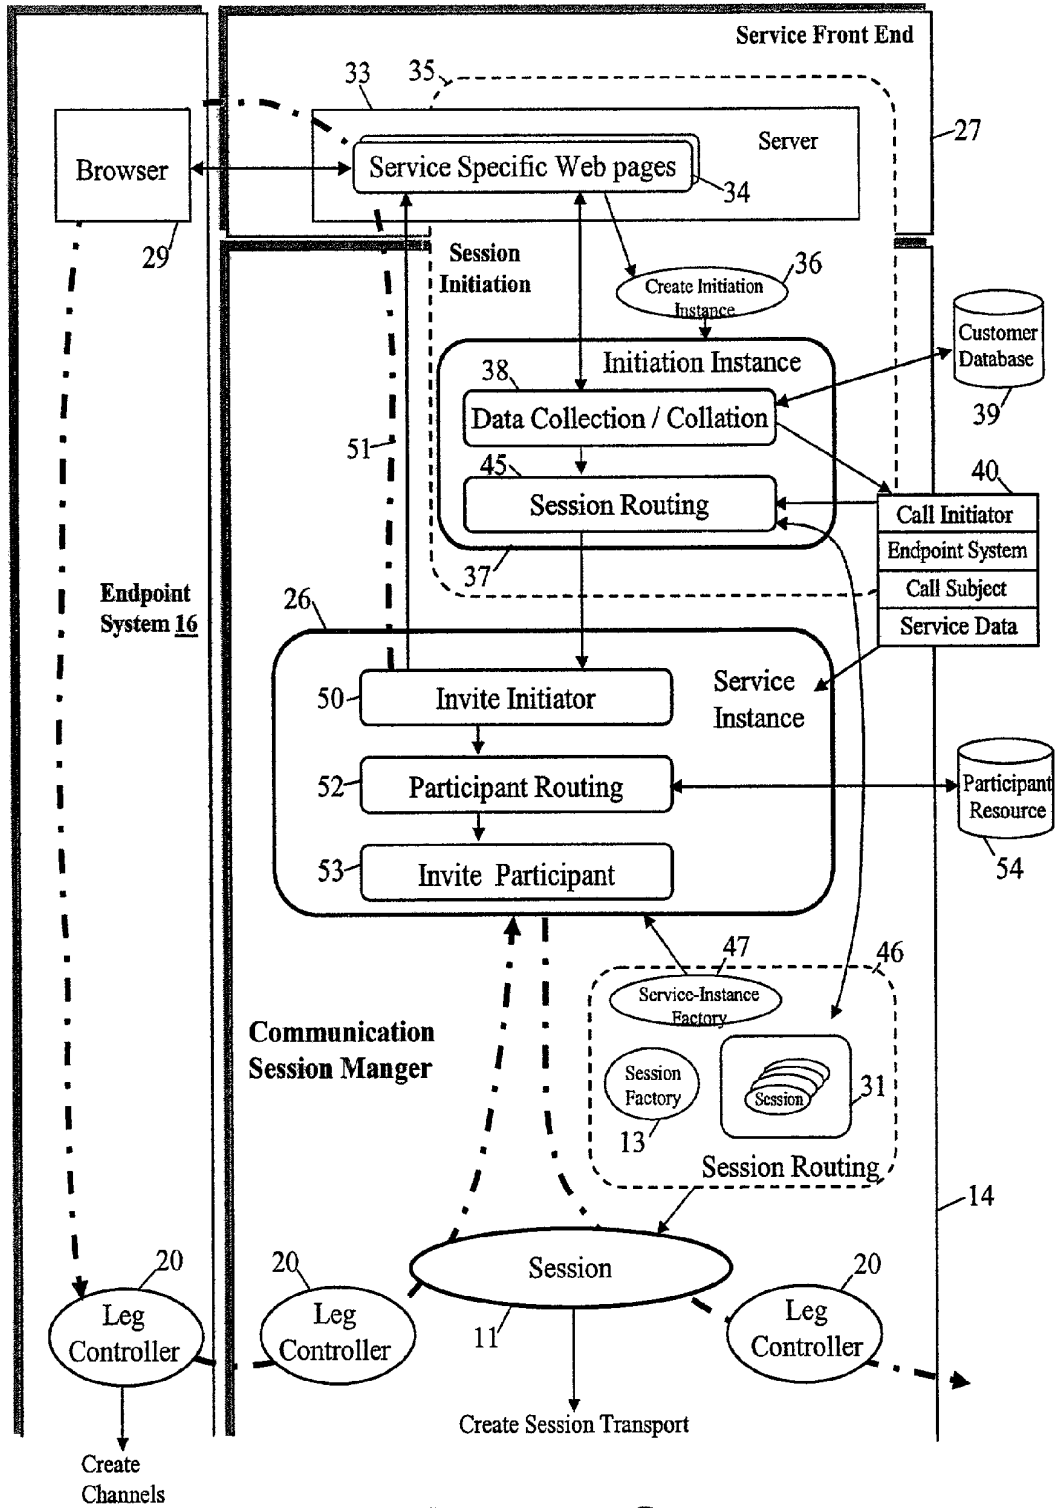 Service Front End
33
35
27
Server
Browser
Service Specific Web pages
34
29
Session
Initiation
36
Create Initiation
Instance
Customer
Database
39
Initiation Instance
38
Data Collection / Collation
51
45
Session Routing
40
Call Initiator
Endpoint System
Call Subject
Service Data
37
Endpoint
System 16
26
50
Invite Initiator
Service
Instance
52
Participant Routing
Participant
Resource
54
53
Invite Participant
47
46
Service-Instance
Factory
Communication
Session Manger
Session
Factory
13
Session
31
Session Routing
14
20
20
20
Session
Leg
Controller
Leg
Controller
Leg
Controller
11
Create Session Transport
Create
Channels